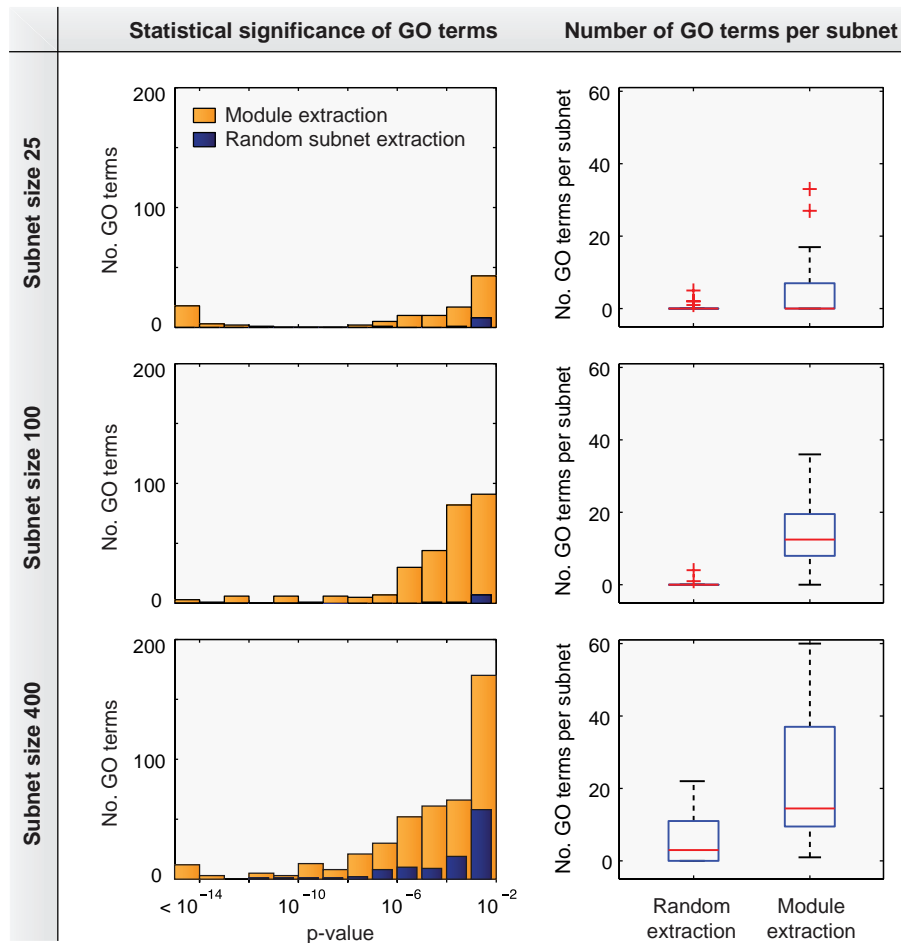 Statistical significance of GO terms
Number of GO terms per subnet
Subnet size 25
No. GO terms
200
100
0
Module extraction
Random subnet extraction
No. GO terms per subnet
60
40
20
0
Subnet size 100
No. GO terms
200
100
0
No. GO terms per subnet
60
40
20
0
Subnet size 400
No. GO terms
200
100
0
< 10^−14
10^−10
10^−6
10^−2
p-value
No. GO terms per subnet
60
40
20
0
Random
extraction
Module
extraction